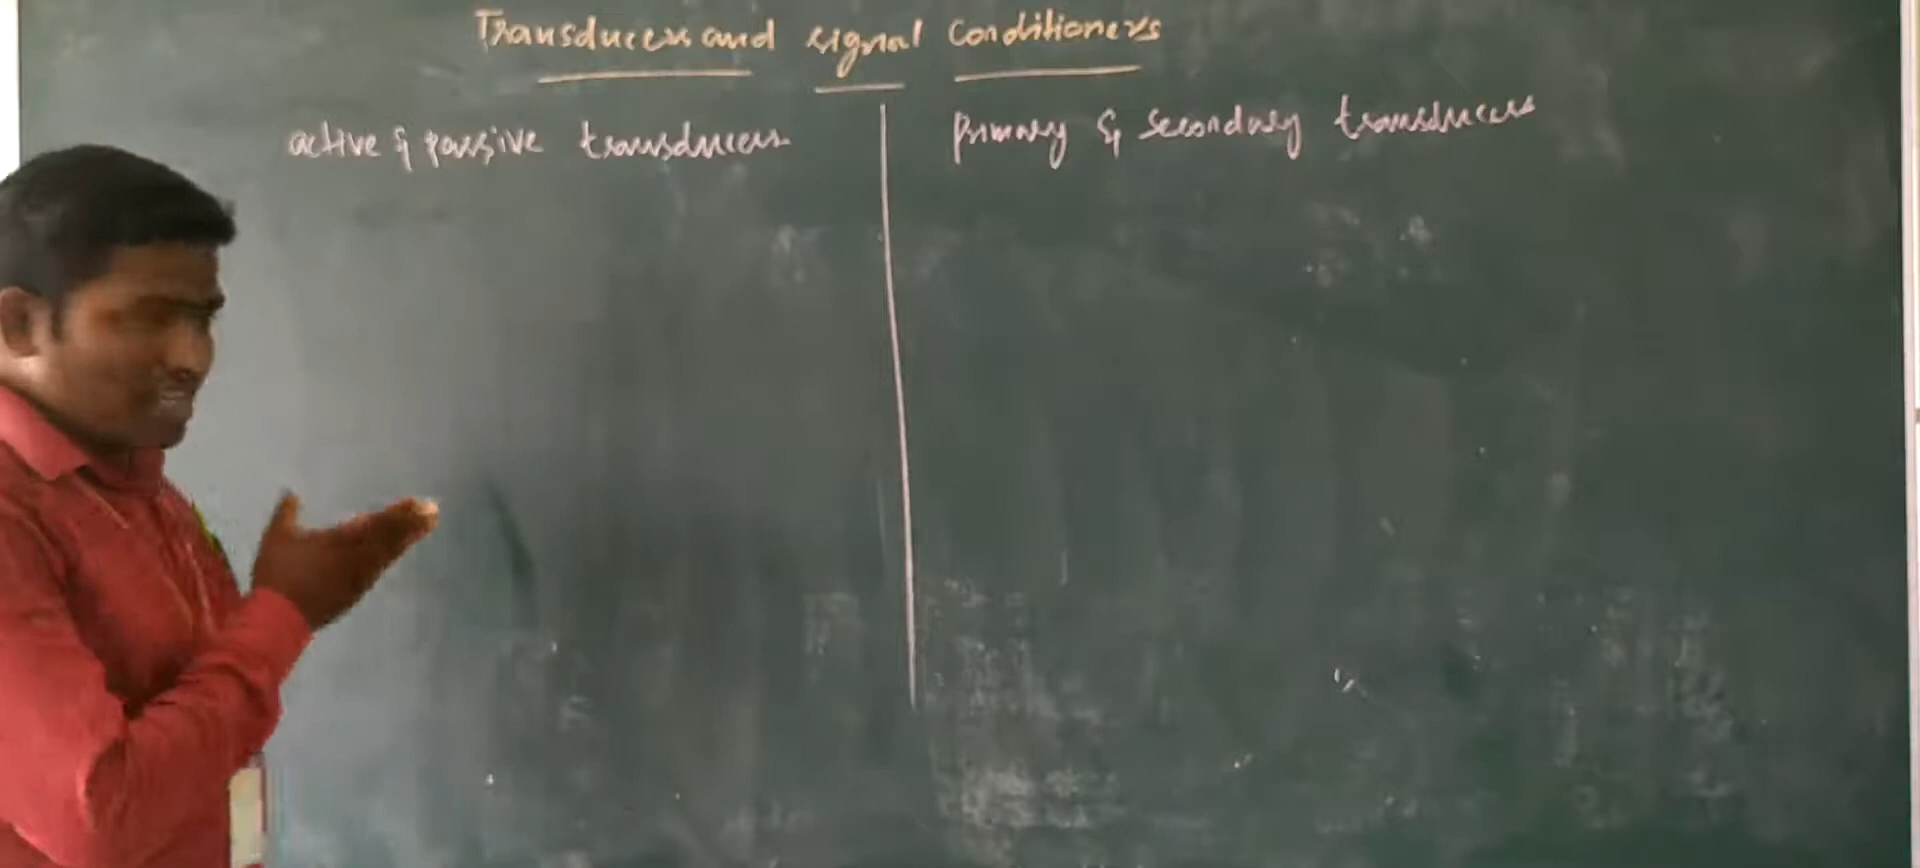 Transducers and signal conditioners
active & passive transducers
Primary & secondary transducers